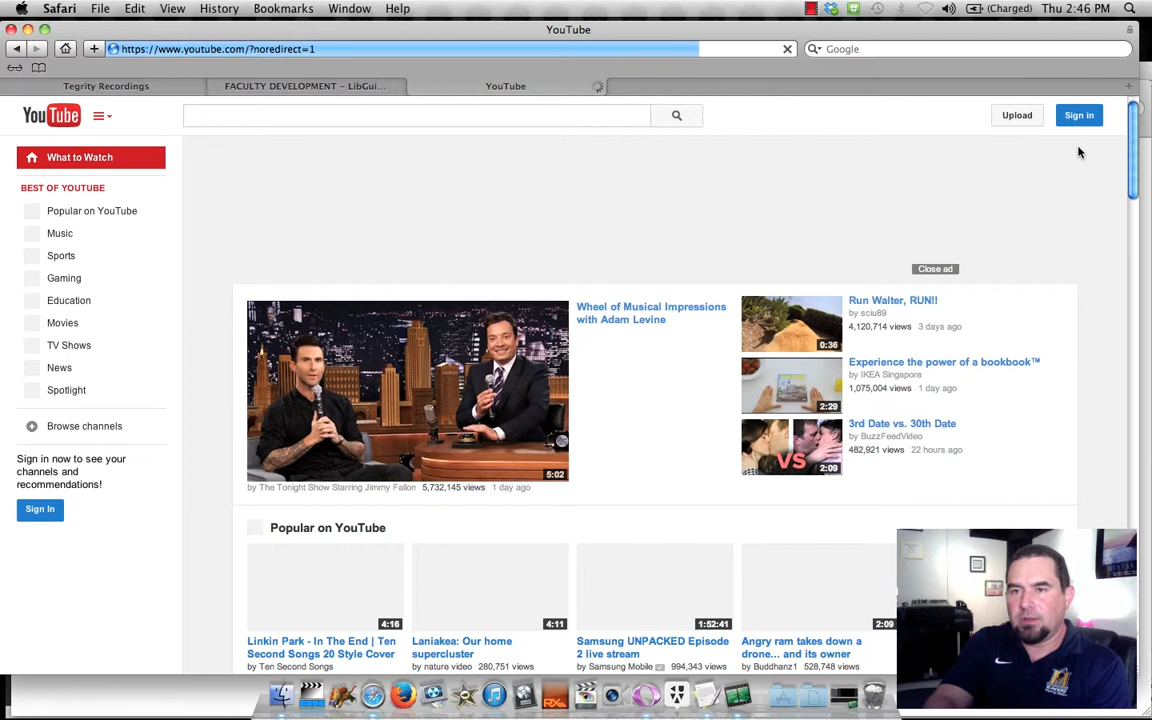 Safari File Edit View History Bookmarks Window Help (Charged) Thu 2:46 PM
YouTube
https://www.youtube.com/?noredirect=1 Google
Tegrity Recordings FACULTY DEVELOPMENT – LibGui... YouTube
YouTube Upload Sign in
What to Watch
BEST OF YOUTUBE
Popular on YouTube
Music
Sports
Gaming
Education
Movies
TV Shows
News
Spotlight
Browse channels
Sign in now to see your
channels and
recommendations!
Sign In
Close ad
5:02
Wheel of Musical Impressions
with Adam Levine
by The Tonight Show Starring Jimmy Fallon 5,732,145 views 1 day ago
0:36
Run Walter, RUN!!
by sciu89
4,120,714 views 3 days ago
2:29
Experience the power of a bookbook™
by IKEA Singapore
1,075,004 views 1 day ago
VS
2:09
3rd Date vs. 30th Date
by BuzzFeedVideo
482,921 views 22 hours ago
Popular on YouTube
4:16 4:11 1:52:41 2:09
Linkin Park - In The End | Ten
Second Songs 20 Style Cover
by Ten Second Songs
Laniakea: Our home
supercluster
by nature video 280,751 views
Samsung UNPACKED Episode
2 live stream
by Samsung Mobile 994,343 views
Angry ram takes down a
drone... and its owner
by Buddhanz1 528,748 views